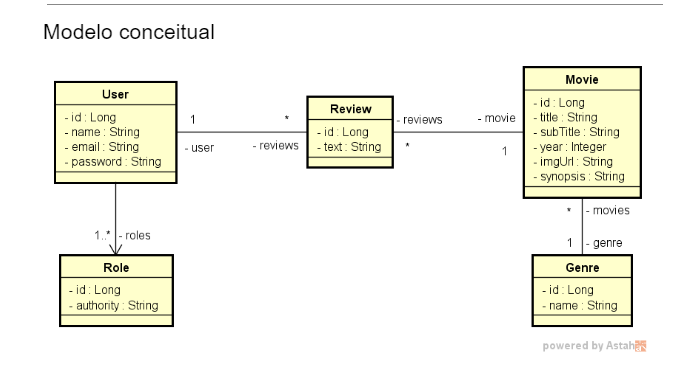 Modelo conceitual
User
- id : Long
- name : String
- email : String
- password : String
1
- user
*
- reviews
Review
- id : Long
- text : String
- reviews
*
- movie
1
Movie
- id : Long
- title : String
- subTitle : String
- year : Integer
- imgUrl : String
- synopsis : String
1..* - roles
Role
- id : Long
- authority : String
* - movies
1 - genre
Genre
- id : Long
- name : String
powered by Astah